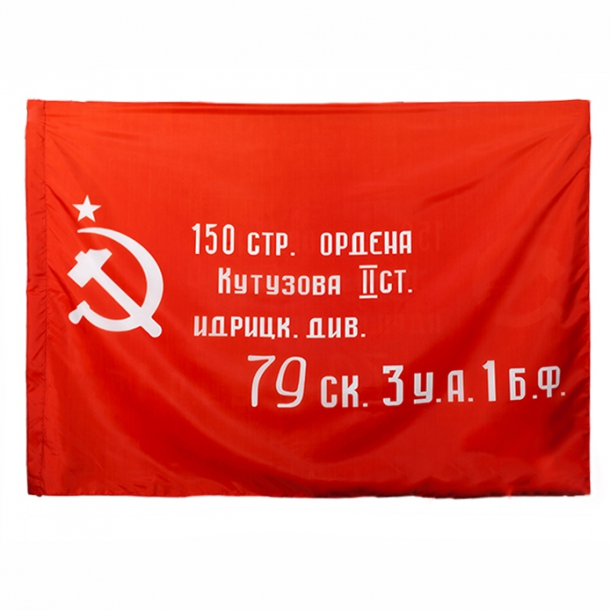 150 СТР. ОРДЕНА
КУТУЗОВА II СТ.
ИДРИЦК. ДИВ.
79 СК. 3 У.А. 1 Б.Ф.